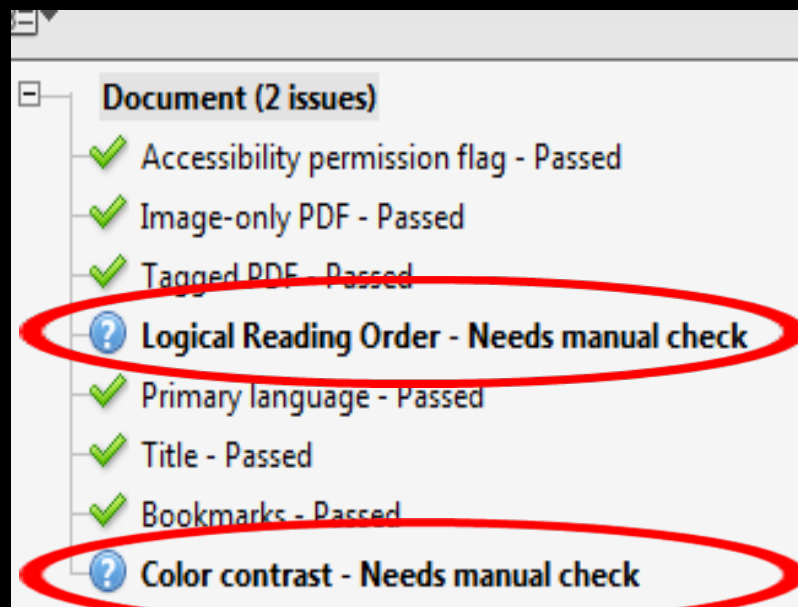 Document (2 issues)
Accessibility permission flag - Passed
Image-only PDF - Passed
Tagged PDF - Passed
Logical Reading Order - Needs manual check
Primary language - Passed
Title - Passed
Bookmarks - Passed
Color contrast - Needs manual check